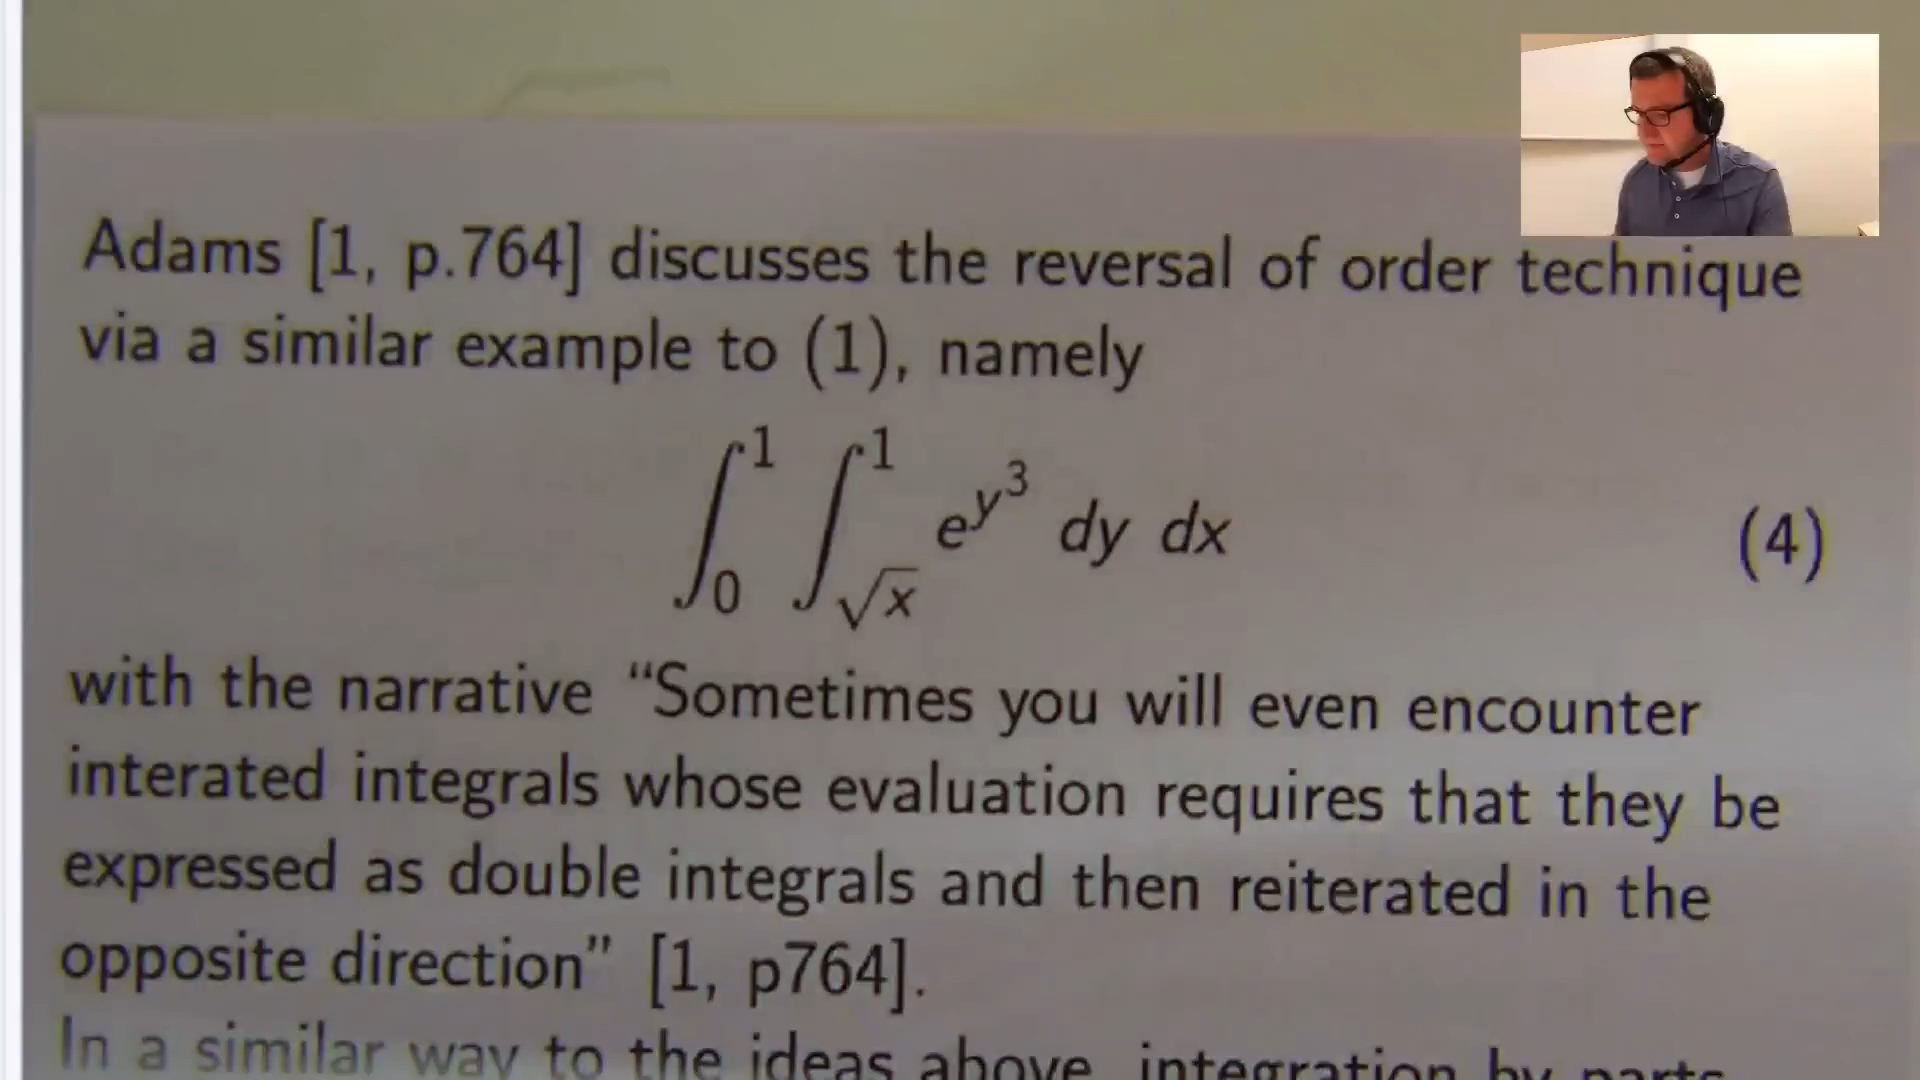 Adams [1, p.764] discusses the reversal of order technique
via a similar example to (1), namely
∫₀¹ ∫_{√x}^1 e^{y^3} dy dx (4)
with the narrative “Sometimes you will even encounter
interated integrals whose evaluation requires that they be
expressed as double integrals and then reiterated in the
opposite direction” [1, p764].
In a similar way to the ideas above, integration by parts